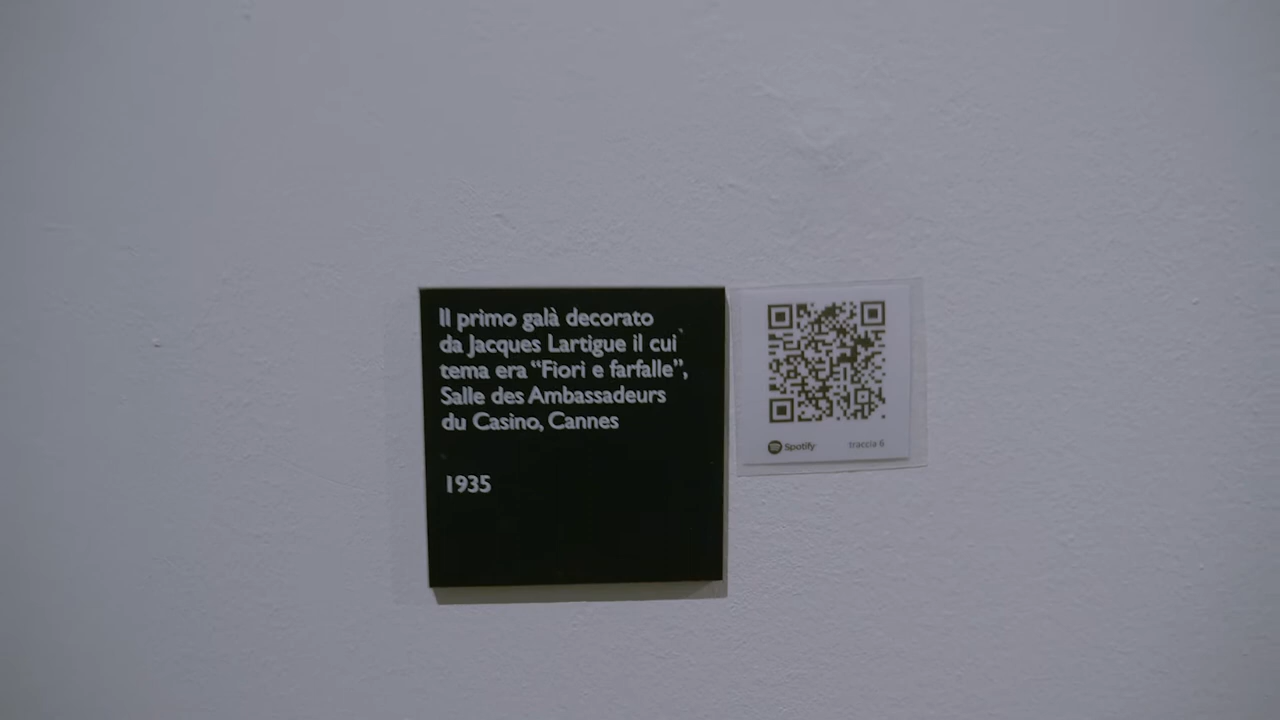 Il primo galà decorato
da Jacques Lartigue il cui
tema era “Fiori e farfalle”,
Salle des Ambassadeurs
du Casino, Cannes
1935
Spotify
traccia 6